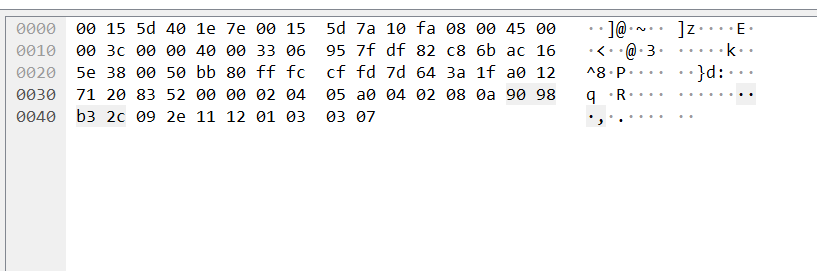 0000 00 15 5d 40 1e 7e 00 15 5d 7a 10 fa 08 00 45 00 ··]@·~·· ]z····E·
0010 00 3c 00 00 40 00 33 06 95 7f df 82 c8 6b ac 16 ·<··@·3· ·····k··
0020 5e 38 00 50 bb 80 ff fc cf fd 7d 64 3a 1f a0 12 ^8·P···· ··}d:···
0030 71 20 83 52 00 00 02 04 05 a0 04 02 08 0a 90 98 q ·R···· ········
0040 b3 2c 09 2e 11 12 01 03 03 07 ·,·.···· ··